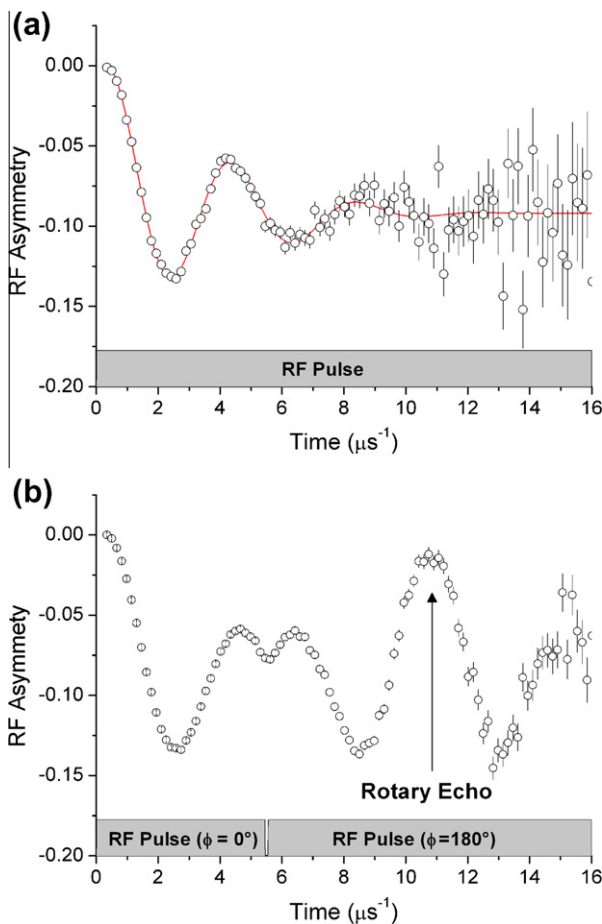 (a)
0.00
-0.05
-0.10
-0.15
-0.20
RF Asymmetry
RF Pulse
0 2 4 6 8 10 12 14 16
Time (μs⁻¹)
(b)
0.00
-0.05
-0.10
-0.15
-0.20
RF Asymmetry
Rotary Echo
RF Pulse (ϕ = 0°) RF Pulse (ϕ=180°)
0 2 4 6 8 10 12 14 16
Time (μs⁻¹)